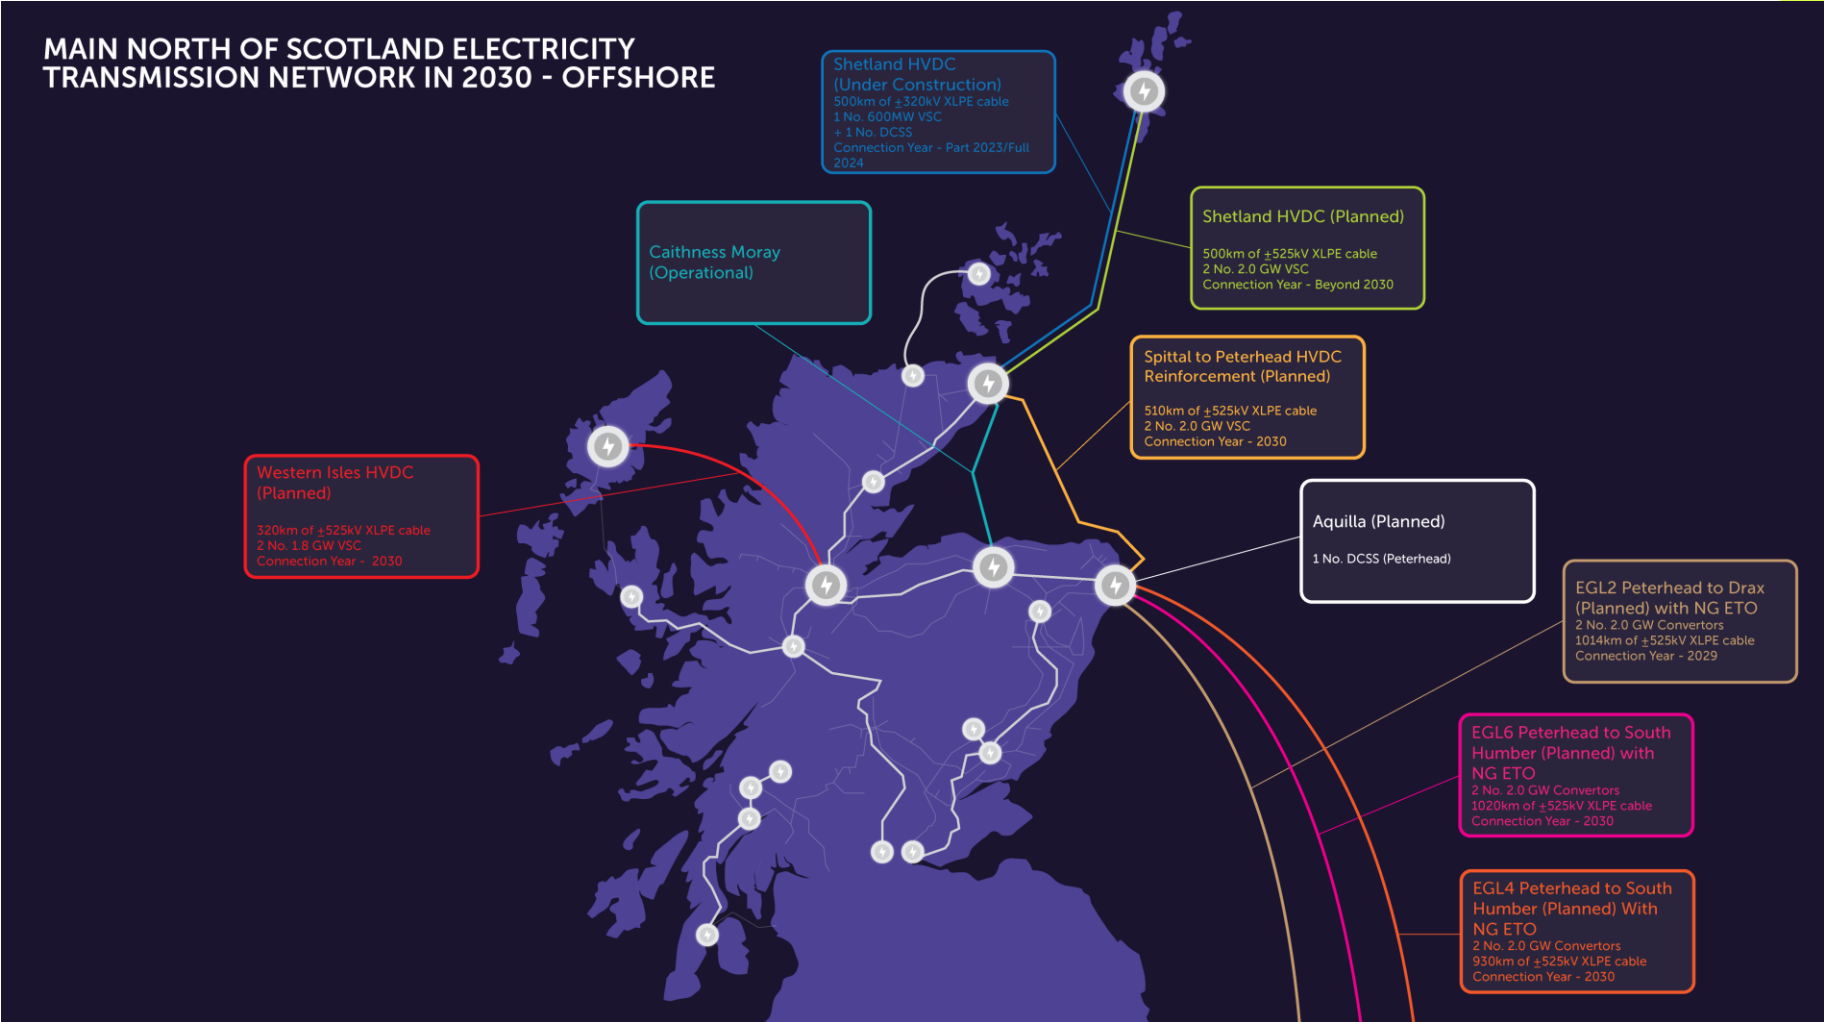 MAIN NORTH OF SCOTLAND ELECTRICITY
TRANSMISSION NETWORK IN 2030 - OFFSHORE
Shetland HVDC
(Under Construction)
500km of ±320kV XLPE cable
1 No. 600MW VSC
+ 1 No. DCSS
Connection Year - Part 2023/Full
2024
Shetland HVDC (Planned)
500km of ±525kV XLPE cable
2 No. 2.0 GW VSC
Connection Year - Beyond 2030
Caithness Moray
(Operational)
Spittal to Peterhead HVDC
Reinforcement (Planned)
510km of ±525kV XLPE cable
2 No. 2.0 GW VSC
Connection Year - 2030
Western Isles HVDC
(Planned)
320km of ±525kV XLPE cable
2 No. 1.8 GW VSC
Connection Year - 2030
Aquilla (Planned)
1 No. DCSS (Peterhead)
EGL2 Peterhead to Drax
(Planned) with NG ETO
2 No. 2.0 GW Convertors
1014km of ±525kV XLPE cable
Connection Year - 2029
EGL6 Peterhead to South
Humber (Planned) with
NG ETO
2 No. 2.0 GW Convertors
1020km of ±525kV XLPE cable
Connection Year - 2030
EGL4 Peterhead to South
Humber (Planned) With
NG ETO
2 No. 2.0 GW Convertors
930km of ±525kV XLPE cable
Connection Year - 2030